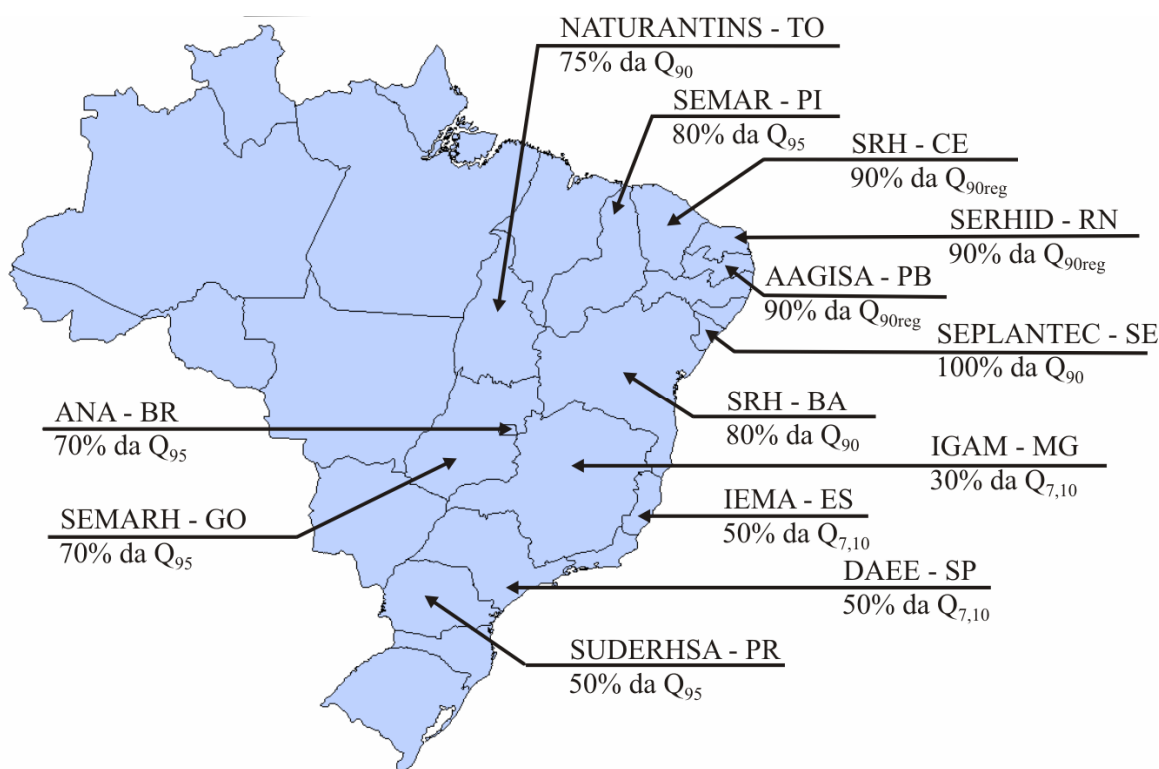 NATURANTINS - TO
75% da Q90
SEMAR - PI
80% da Q95
SRH - CE
90% da Q90reg
SERHID - RN
90% da Q90reg
AAGISA - PB
90% da Q90reg
SEPLANTEC - SE
100% da Q90
SRH - BA
80% da Q90
ANA - BR
70% da Q95
IGAM - MG
30% da Q7,10
IEMA - ES
50% da Q7,10
SEMARH - GO
70% da Q95
DAEE - SP
50% da Q7,10
SUDERHSA - PR
50% da Q95